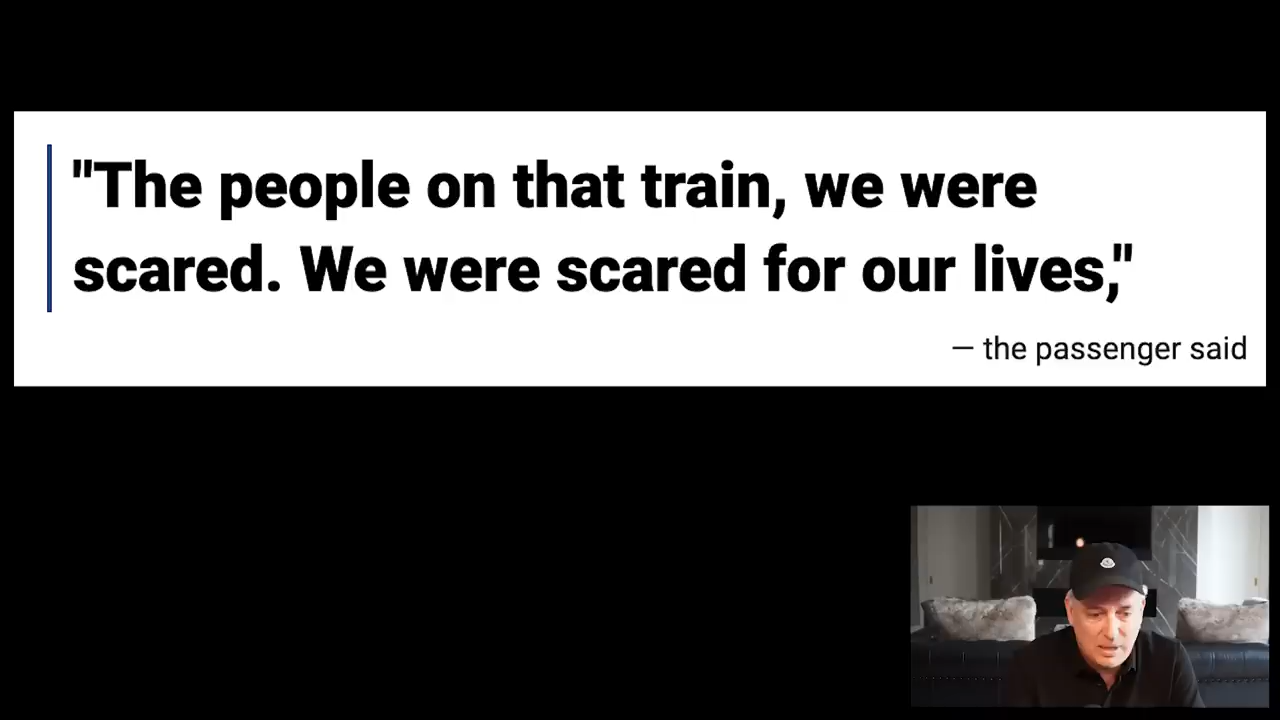 "The people on that train, we were
scared. We were scared for our lives,"
— the passenger said